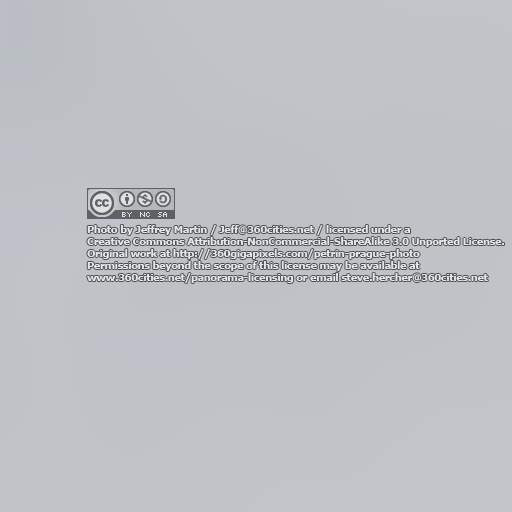 cc
BY NC SA
Photo by Jeffrey Martin / Jeff@360cities.net / licensed under a
Creative Commons Attribution-NonCommercial-ShareAlike 3.0 Unported License.
Original work at http://360gigapixels.com/petrin-prague-photo
Permissions beyond the scope of this license may be available at
www.360cities.net/panorama-licensing or email steve.hercher@360cities.net